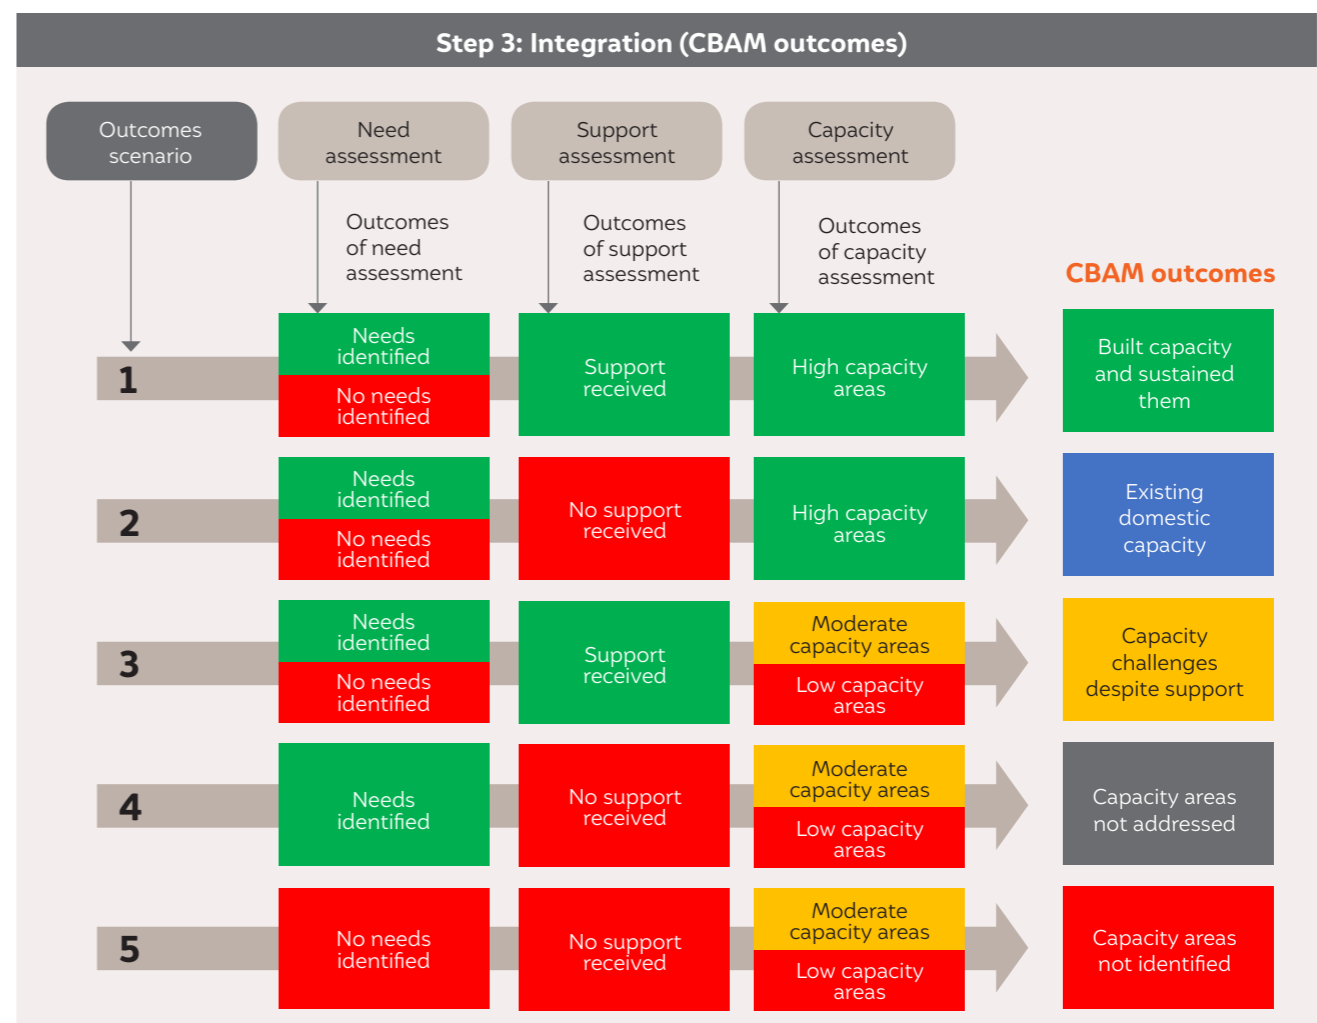 Step 3: Integration (CBAM outcomes)
Outcomes
scenario
Need
assessment
Support
assessment
Capacity
assessment
Outcomes
of need
assessment
Outcomes
of support
assessment
Outcomes
of capacity
assessment
CBAM outcomes
1
Needs
identified
No needs
identified
Support
received
High capacity
areas
Built capacity
and sustained
them
2
Needs
identified
No needs
identified
No support
received
High capacity
areas
Existing
domestic
capacity
3
Needs
identified
No needs
identified
Support
received
Moderate
capacity areas
Low capacity
areas
Capacity
challenges
despite support
4
Needs
identified
No support
received
Moderate
capacity areas
Low capacity
areas
Capacity areas
not addressed
5
No needs
identified
No support
received
Moderate
capacity areas
Low capacity
areas
Capacity areas
not identified